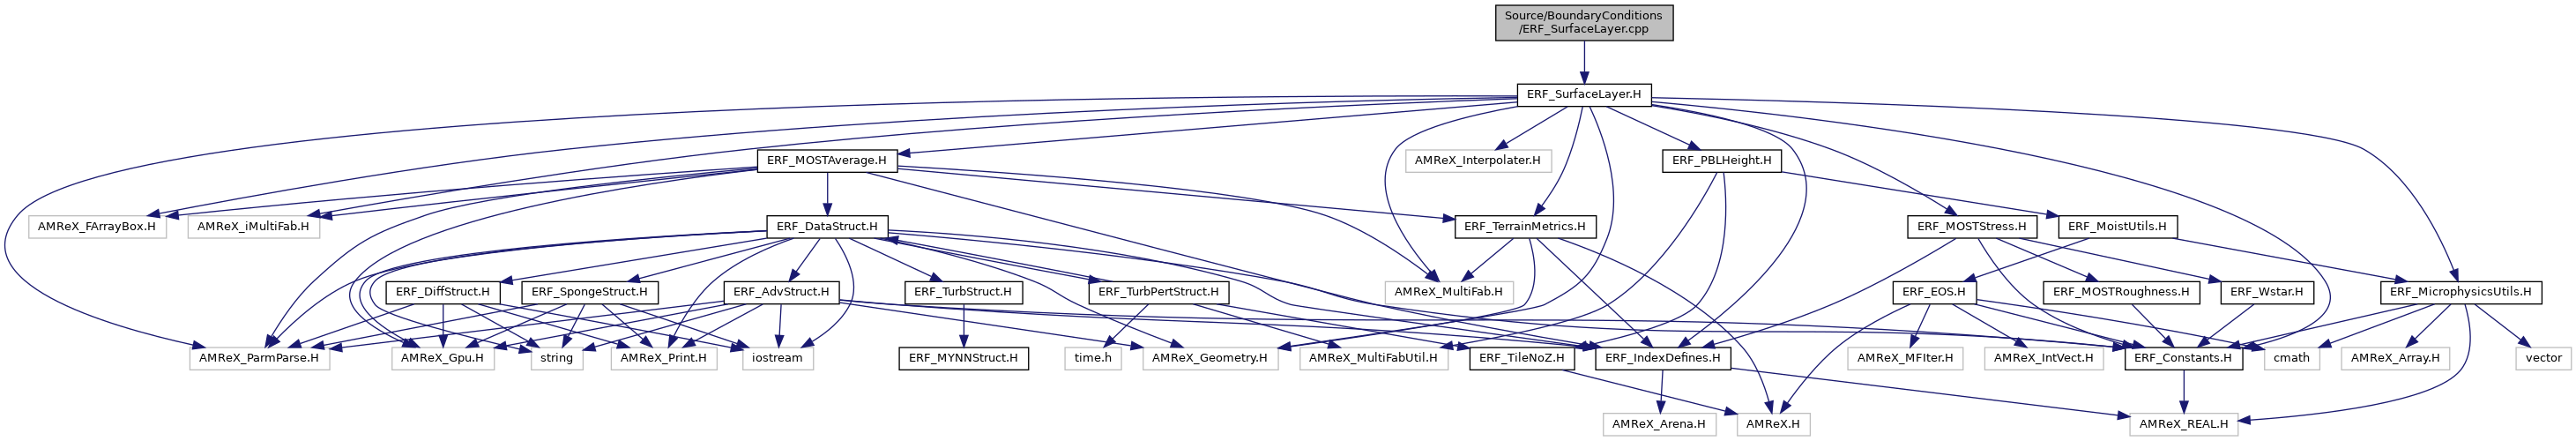 Source/BoundaryConditions
/ERF_SurfaceLayer.cpp
ERF_SurfaceLayer.H
ERF_MOSTAverage.H
AMReX_Interpolater.H
ERF_PBLHeight.H
AMReX_FArrayBox.H
AMReX_iMultiFab.H
ERF_DataStruct.H
ERF_TerrainMetrics.H
ERF_MOSTStress.H
ERF_MoistUtils.H
ERF_DiffStruct.H
ERF_SpongeStruct.H
ERF_AdvStruct.H
ERF_TurbStruct.H
ERF_TurbPertStruct.H
AMReX_MultiFab.H
ERF_EOS.H
ERF_MOSTRoughness.H
ERF_Wstar.H
ERF_MicrophysicsUtils.H
AMReX_ParmParse.H
AMReX_Gpu.H
string
AMReX_Print.H
iostream
ERF_MYNNStruct.H
time.h
AMReX_Geometry.H
AMReX_MultiFabUtil.H
ERF_TileNoZ.H
ERF_IndexDefines.H
AMReX_MFIter.H
AMReX_IntVect.H
ERF_Constants.H
cmath
AMReX_Array.H
vector
AMReX_Arena.H
AMReX.H
AMReX_REAL.H